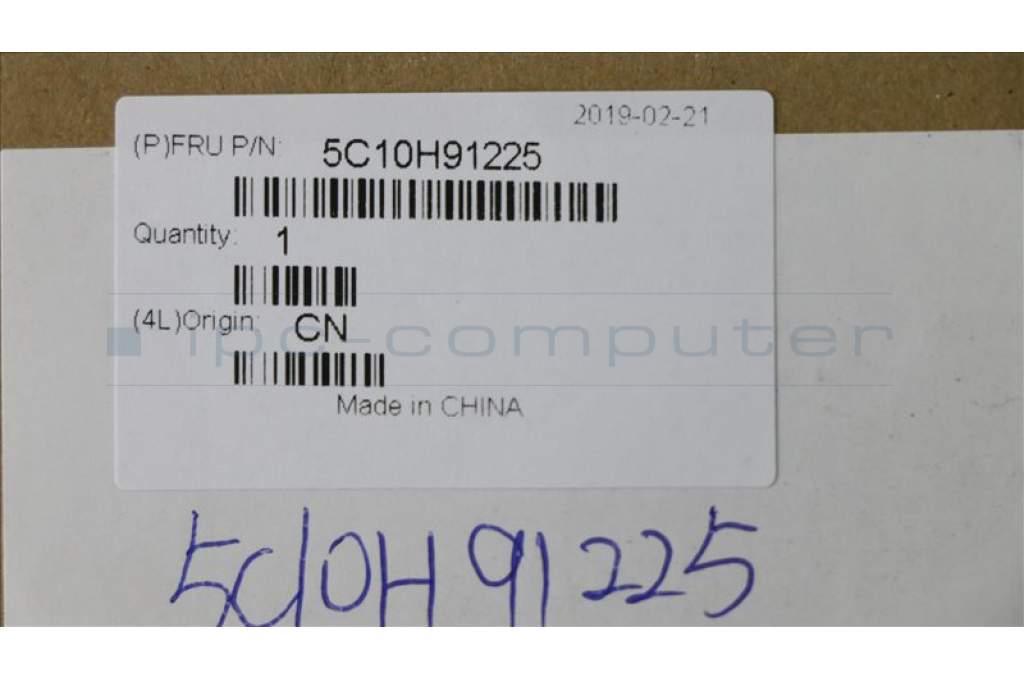 2019-02-21
(P)FRU P/N: 5C10H91225
Quantity: 1
(4L)Origin: CN
ipc-computer
Made in CHINA
5C10H91225